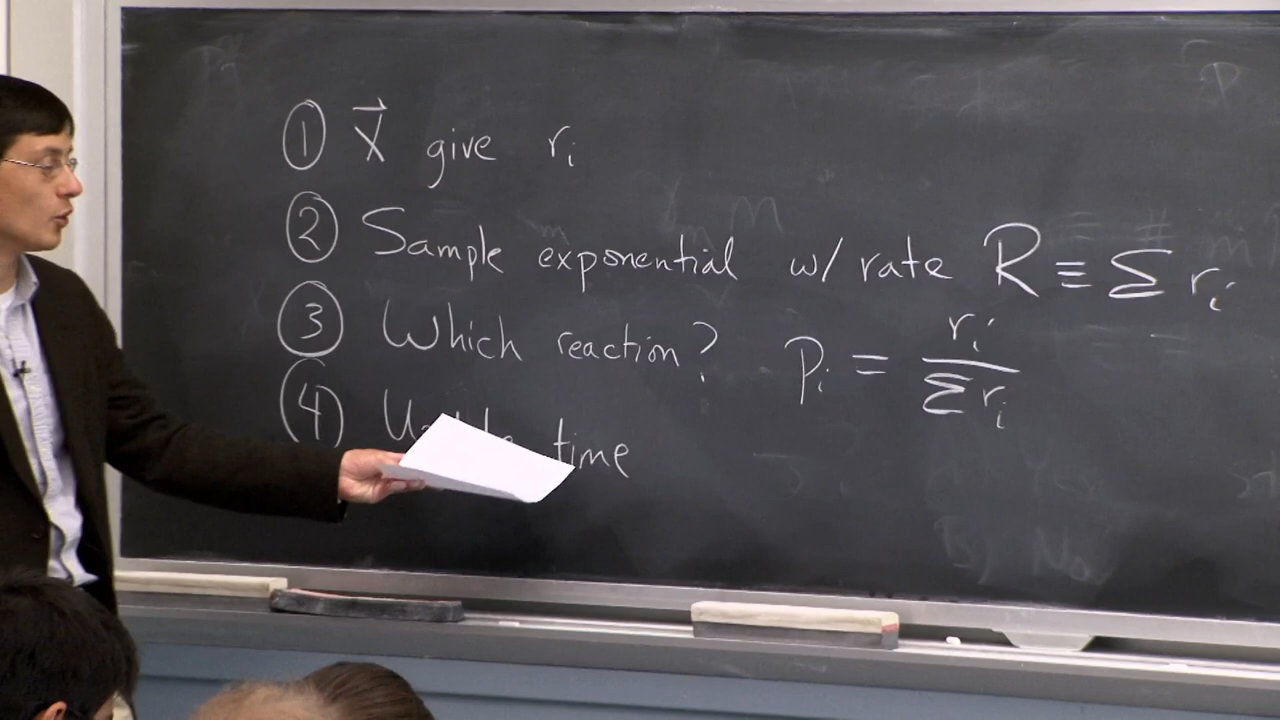 ① X⃗ give rᵢ
② Sample exponential w/ rate R ≡ Σ rᵢ
③ Which reaction? pᵢ = rᵢ / Σ rᵢ
④ time